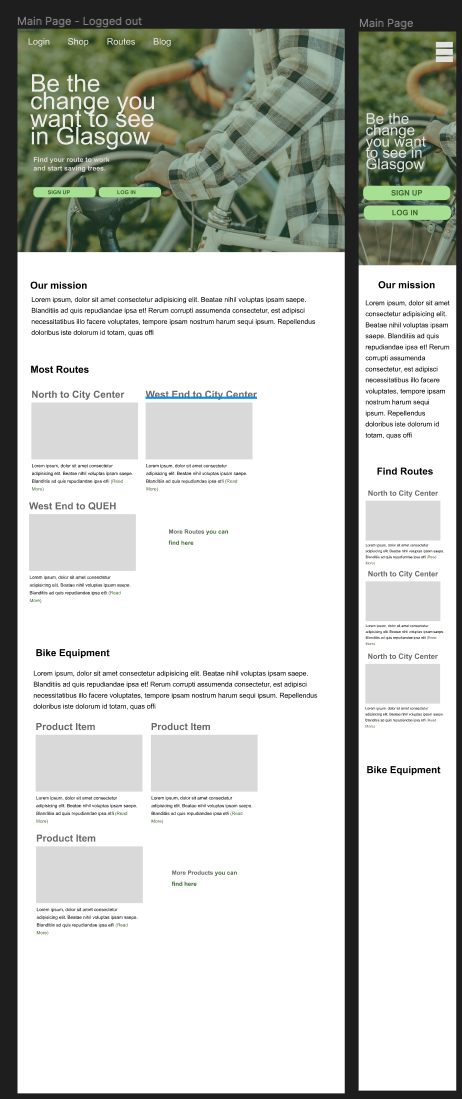 Main Page - Logged out
Login Shop Routes Blog
Be the
change you
want to see
in Glasgow
Find your route to work
and start saving trees.
SIGN UP LOG IN
Our mission
Lorem ipsum, dolor sit amet consectetur adipisicing elit. Beatae nihil voluptas ipsam saepe.
Blanditiis ad quis repudiandae ipsa et! Rerum corrupti assumenda consectetur, est adipisci
necessitatibus illo facere voluptates, tempore ipsam nostrum harum sequi quod. Repellendus
doloribus iste dolorum id totam, quas offi
Most Routes
North to City Center
Lorem ipsum, dolor sit amet consectetur
adipisicing elit. Beatae nihil voluptas ipsam saepe.
Blanditiis ad quis repudiandae ipsa et! (Read
More)
West End to City Center
Lorem ipsum, dolor sit amet consectetur
adipisicing elit. Beatae nihil voluptas ipsam saepe.
Blanditiis ad quis repudiandae ipsa et! (Read
More)
West End to QUEH
Lorem ipsum, dolor sit amet consectetur
adipisicing elit. Beatae nihil voluptas ipsam saepe.
Blanditiis ad quis repudiandae ipsa et! (Read
More)
More Routes you can
find here
Bike Equipment
Lorem ipsum, dolor sit amet consectetur adipisicing elit. Beatae nihil voluptas ipsam saepe.
Blanditiis ad quis repudiandae ipsa et! Rerum corrupti assumenda consectetur, est adipisci
necessitatibus illo facere voluptates, tempore ipsam nostrum harum sequi quod. Repellendus
doloribus iste dolorum id totam, quas offi
Product Item
Lorem ipsum, dolor sit amet consectetur
adipisicing elit. Beatae nihil voluptas ipsam saepe.
Blanditiis ad quis repudiandae ipsa et! (Read
More)
Product Item
Lorem ipsum, dolor sit amet consectetur
adipisicing elit. Beatae nihil voluptas ipsam saepe.
Blanditiis ad quis repudiandae ipsa et! (Read
More)
Product Item
Lorem ipsum, dolor sit amet consectetur
adipisicing elit. Beatae nihil voluptas ipsam saepe.
Blanditiis ad quis repudiandae ipsa et! (Read
More)
More Products you can
find here
Main Page
Be the
change
you want
to see in
Glasgow
SIGN UP
LOG IN
Our mission
Lorem ipsum, dolor sit amet
consectetur adipisicing elit.
Beatae nihil voluptas ipsam
saepe. Blanditiis ad quis
repudiandae ipsa et! Rerum
corrupti assumenda
consectetur, est adipisci
necessitatibus illo facere
voluptates, tempore ipsam
nostrum harum sequi
quod. Repellendus
doloribus iste dolorum id
totam, quas offi
Find Routes
North to City Center
Lorem ipsum, dolor sit amet consectetur
adipisicing elit. Beatae nihil voluptas ipsam saepe.
Blanditiis ad quis repudiandae ipsa et! (Read
More)
North to City Center
Lorem ipsum, dolor sit amet consectetur
adipisicing elit. Beatae nihil voluptas ipsam saepe.
Blanditiis ad quis repudiandae ipsa et! (Read
More)
North to City Center
Lorem ipsum, dolor sit amet consectetur
adipisicing elit. Beatae nihil voluptas ipsam saepe.
Blanditiis ad quis repudiandae ipsa et! (Read
More)
Bike Equipment